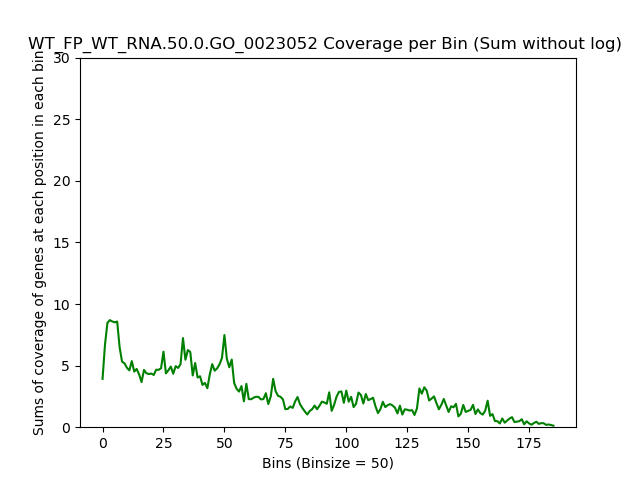 WT_FP_WT_RNA.50.0.GO_0023052 Coverage per Bin (Sum without log)
Sums of coverage of genes at each position in each bin
30
25
20
15
10
5
0
0 25 50 75 100 125 150 175
Bins (Binsize = 50)